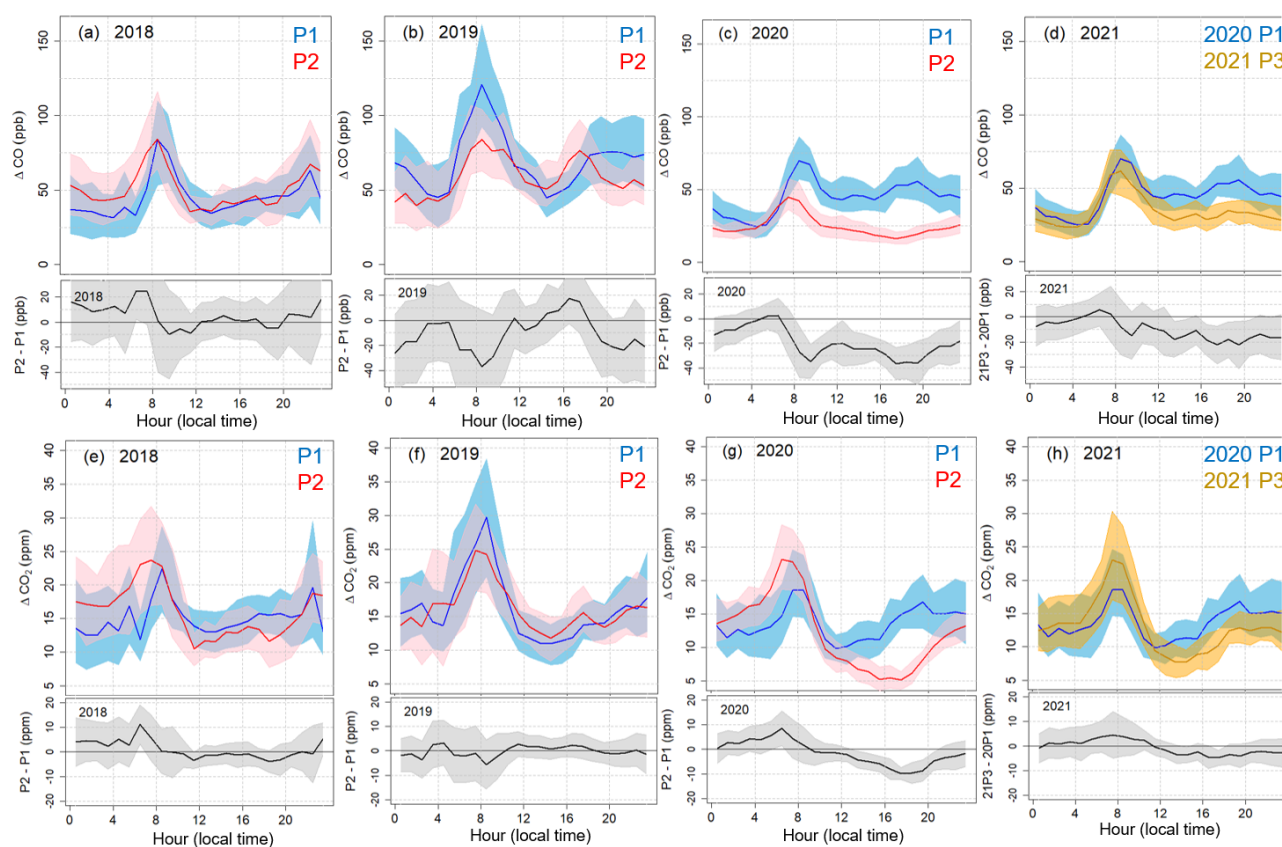 (a) 2018 P1
P2
Δ CO (ppb)
0 50 100 150
2018
P2 - P1 (ppb)
-40 -20 0 20
0 4 8 12 16 20
Hour (local time)
(b) 2019 P1
P2
Δ CO (ppb)
0 50 100 150
2019
P2 - P1 (ppb)
-40 -20 0 20
0 4 8 12 16 20
Hour (local time)
(c) 2020 P1
P2
Δ CO (ppb)
0 50 100 150
2020
P2 - P1 (ppb)
-40 -20 0 20
0 4 8 12 16 20
Hour (local time)
(d) 2021 2020 P1
2021 P3
Δ CO (ppb)
0 50 100 150
2021
21P3 - 20P1 (ppb)
-40 -20 0 20
0 4 8 12 16 20
Hour (local time)
(e) 2018 P1
P2
Δ CO₂ (ppm)
5 10 15 20 25 30 35 40
2018
P2 - P1 (ppm)
-20 -10 0 10 20
0 4 8 12 16 20
Hour (local time)
(f) 2019 P1
P2
Δ CO₂ (ppm)
5 10 15 20 25 30 35 40
2019
P2 - P1 (ppm)
-20 -10 0 10 20
0 4 8 12 16 20
Hour (local time)
(g) 2020 P1
P2
Δ CO₂ (ppm)
5 10 15 20 25 30 35 40
2020
P2 - P1 (ppm)
-20 -10 0 10 20
0 4 8 12 16 20
Hour (local time)
(h) 2021 2020 P1
2021 P3
Δ CO₂ (ppm)
5 10 15 20 25 30 35 40
2021
21P3 - 20P1 (ppm)
-20 -10 0 10 20
0 4 8 12 16 20
Hour (local time)